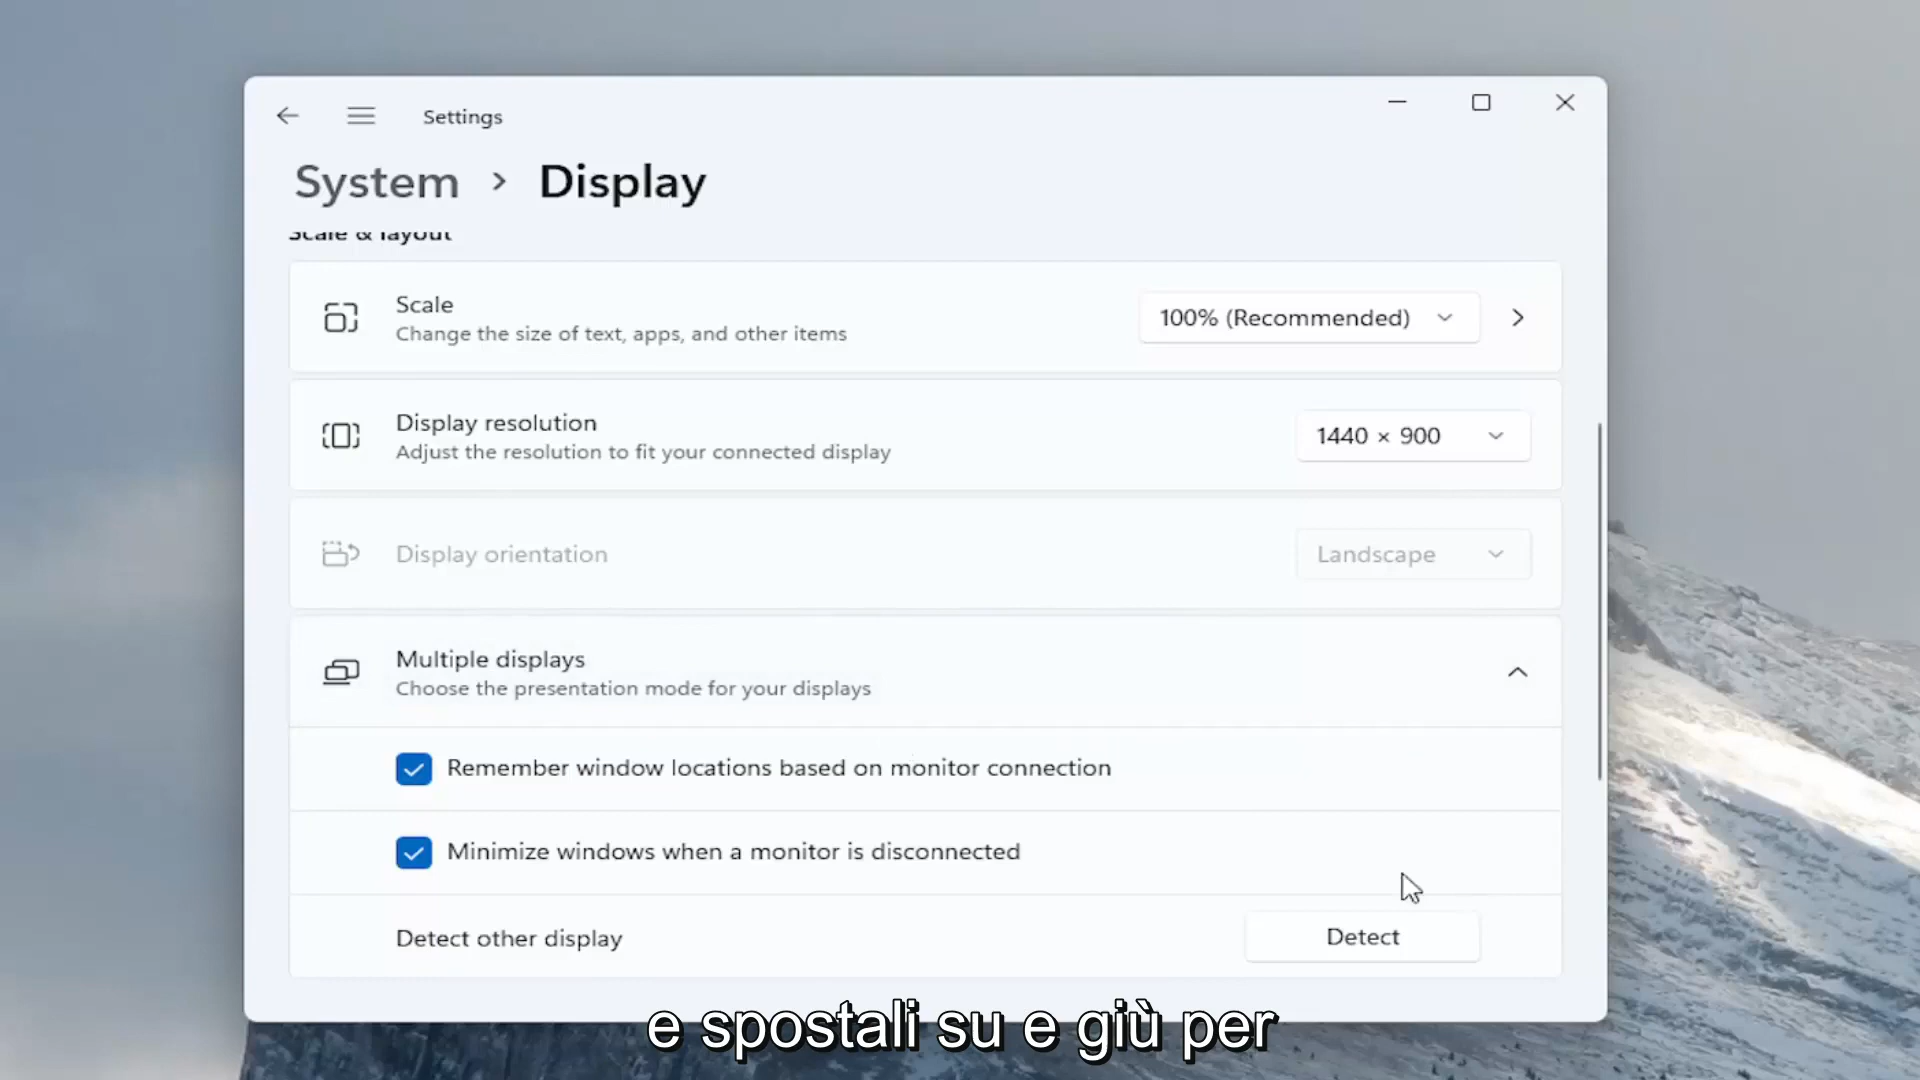 Settings
System > Display
Scale & layout
Scale
Change the size of text, apps, and other items
100% (Recommended)
Display resolution
Adjust the resolution to fit your connected display
1440 × 900
Display orientation
Landscape
Multiple displays
Choose the presentation mode for your displays
Remember window locations based on monitor connection
Minimize windows when a monitor is disconnected
Detect other display
Detect
e spostali su e giù per